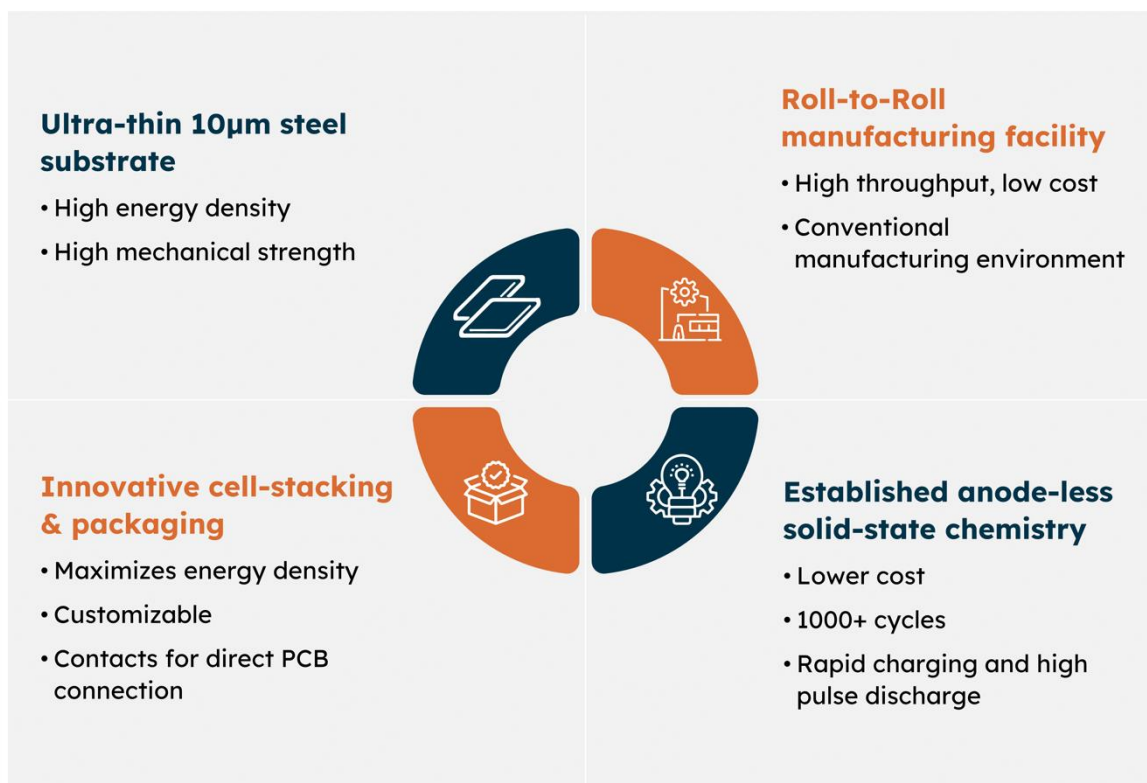 Ultra-thin 10µm steel
substrate
• High energy density
• High mechanical strength
Roll-to-Roll
manufacturing facility
• High throughput, low cost
• Conventional
manufacturing environment
Innovative cell-stacking
& packaging
• Maximizes energy density
• Customizable
• Contacts for direct PCB
connection
Established anode-less
solid-state chemistry
• Lower cost
• 1000+ cycles
• Rapid charging and high
pulse discharge